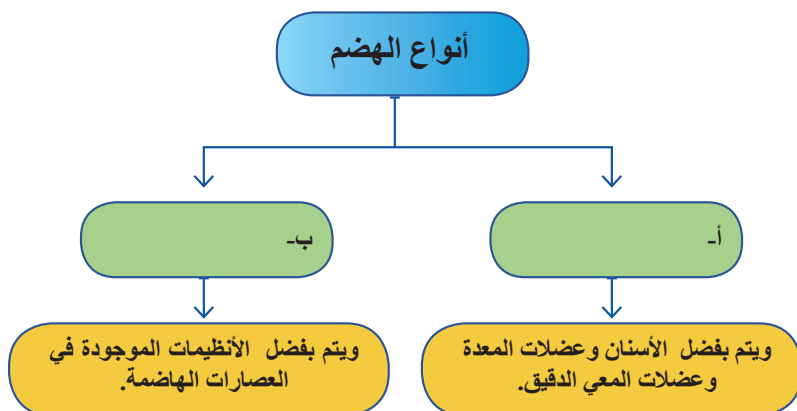 أنواع الهضم
أ-
ب-
ويتم بفضل الأسنان وعضلات المعدة
وعضلات المعي الدقيق.
ويتم بفضل الأنظيمات الموجودة في
العصارات الهاضمة.